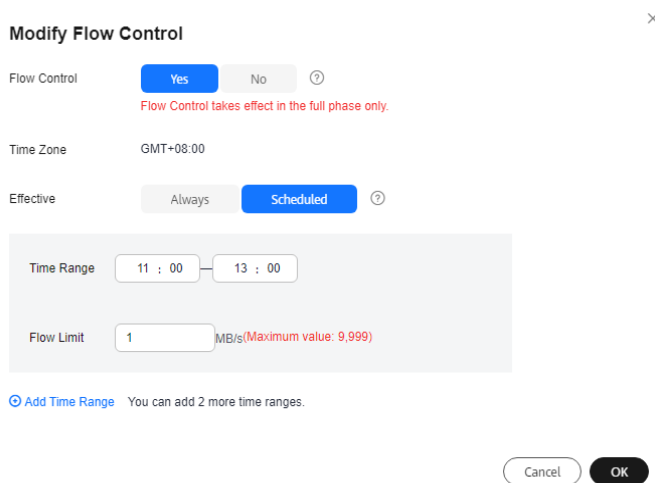 Modify Flow Control
Flow Control Yes No
Flow Control takes effect in the full phase only.
Time Zone GMT+08:00
Effective Always Scheduled
Time Range 11 : 00 — 13 : 00
Flow Limit 1 MB/s(Maximum value: 9,999)
Add Time Range You can add 2 more time ranges.
Cancel OK